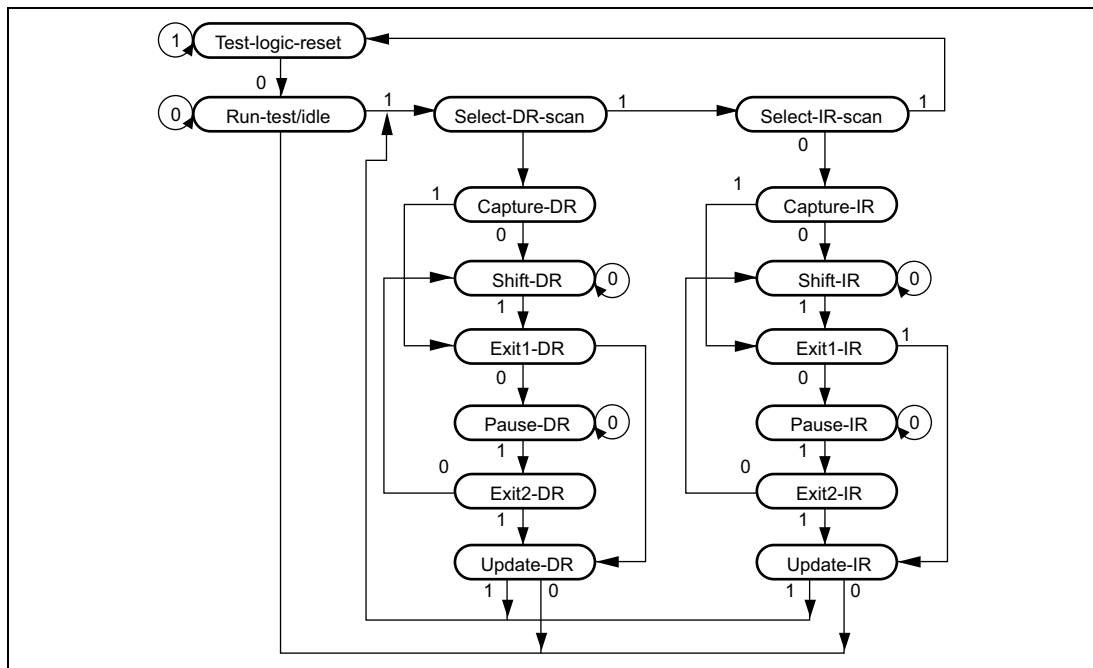 1
Test-logic-reset
0
0
Run-test/idle
1
Select-DR-scan
1
Select-IR-scan
1
0
1
Capture-DR
0
1
Capture-IR
0
Shift-DR
0
1
Shift-IR
0
1
Exit1-DR
0
Exit1-IR
1
0
Pause-DR
0
1
Pause-IR
0
1
0
Exit2-DR
1
0
Exit2-IR
1
Update-DR
1
0
Update-IR
1
0